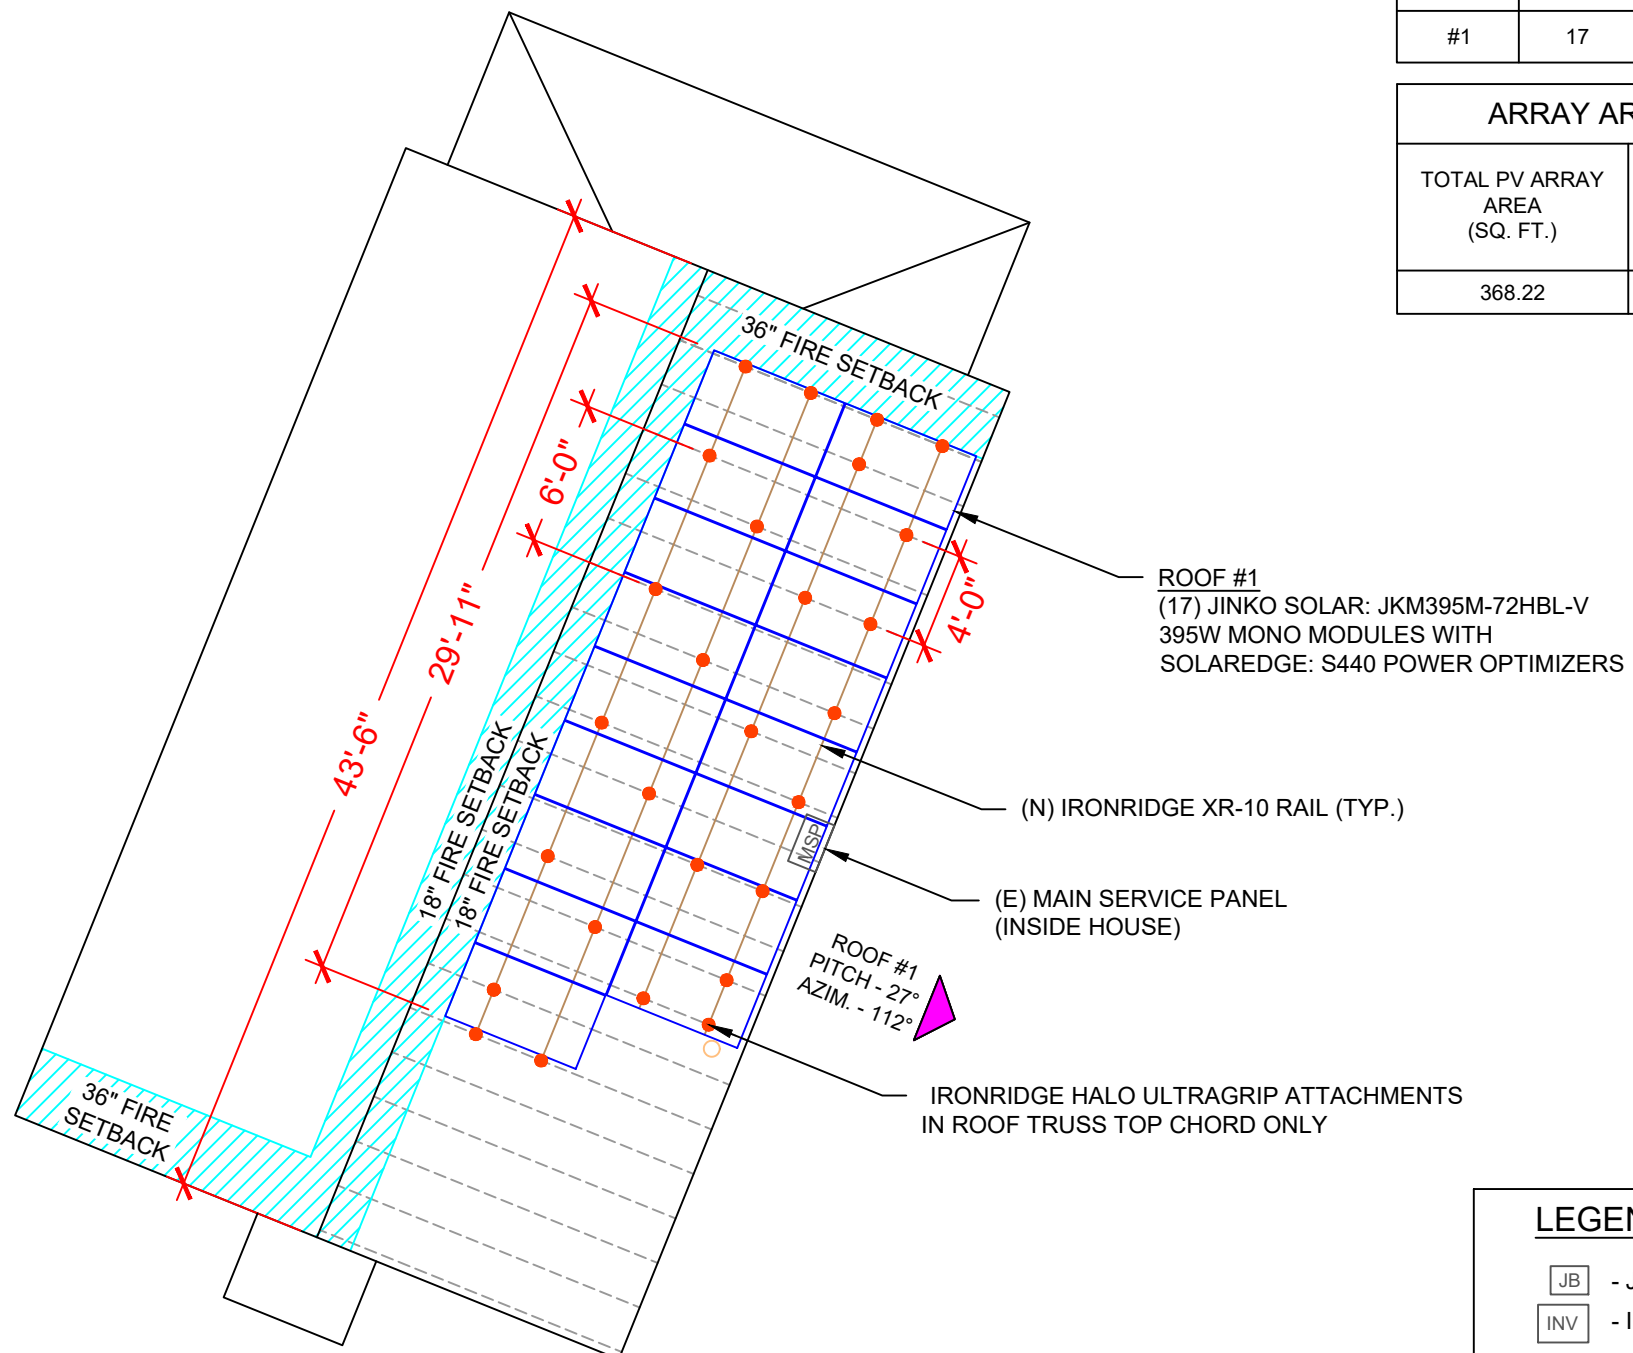 #1 17
ARRAY AR
TOTAL PV ARRAY
AREA
(SQ. FT.)
368.22
36" FIRE SETBACK
6'-0"
4'-0"
29'-11"
43'-6"
18" FIRE SETBACK
18" FIRE SETBACK
36" FIRE
SETBACK
ROOF #1
(17) JINKO SOLAR: JKM395M-72HBL-V
395W MONO MODULES WITH
SOLAREDGE: S440 POWER OPTIMIZERS
(N) IRONRIDGE XR-10 RAIL (TYP.)
MSP
(E) MAIN SERVICE PANEL
(INSIDE HOUSE)
ROOF #1
PITCH - 27°
AZIM. - 112°
IRONRIDGE HALO ULTRAGRIP ATTACHMENTS
IN ROOF TRUSS TOP CHORD ONLY
LEGEN
JB - J
INV - I